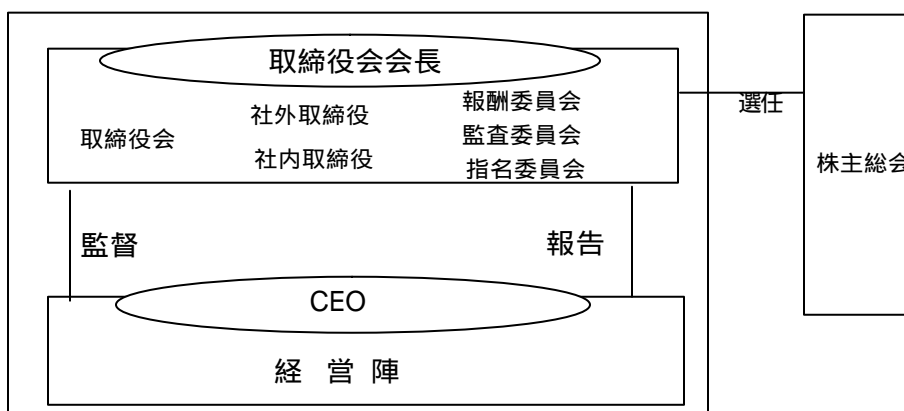 取締役会会長
取締役会
社外取締役
社内取締役
報酬委員会
監査委員会
指名委員会
選任
株主総会
監督
報告
CEO
経 営 陣